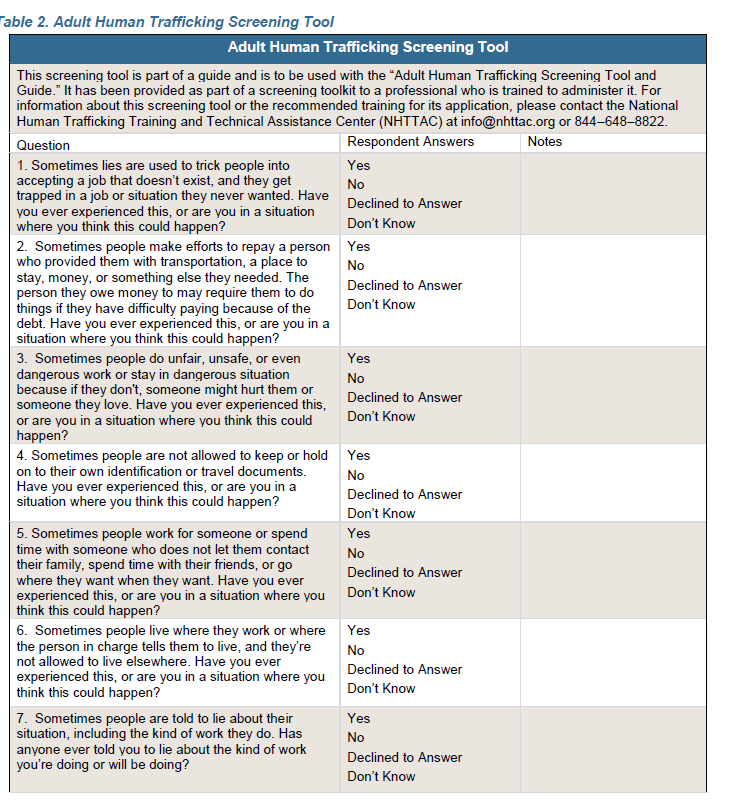 Table 2. Adult Human Trafficking Screening Tool
Adult Human Trafficking Screening Tool
This screening tool is part of a guide and is to be used with the “Adult Human Trafficking Screening Tool and
Guide.” It has been provided as part of a screening toolkit to a professional who is trained to administer it. For
information about this screening tool or the recommended training for its application, please contact the National
Human Trafficking Training and Technical Assistance Center (NHTTAC) at info@nhttac.org or 844–648–8822.
Question
Respondent Answers
Notes
1. Sometimes lies are used to trick people into
accepting a job that doesn’t exist, and they get
trapped in a job or situation they never wanted. Have
you ever experienced this, or are you in a situation
where you think this could happen?
Yes
No
Declined to Answer
Don’t Know
2. Sometimes people make efforts to repay a person
who provided them with transportation, a place to
stay, money, or something else they needed. The
person they owe money to may require them to do
things if they have difficulty paying because of the
debt. Have you ever experienced this, or are you in a
situation where you think this could happen?
Yes
No
Declined to Answer
Don’t Know
3. Sometimes people do unfair, unsafe, or even
dangerous work or stay in dangerous situation
because if they don't, someone might hurt them or
someone they love. Have you ever experienced this,
or are you in a situation where you think this could
happen?
Yes
No
Declined to Answer
Don’t Know
4. Sometimes people are not allowed to keep or hold
on to their own identification or travel documents.
Have you ever experienced this, or are you in a
situation where you think this could happen?
Yes
No
Declined to Answer
Don’t Know
5. Sometimes people work for someone or spend
time with someone who does not let them contact
their family, spend time with their friends, or go
where they want when they want. Have you ever
experienced this, or are you in a situation where you
think this could happen?
Yes
No
Declined to Answer
Don’t Know
6. Sometimes people live where they work or where
the person in charge tells them to live, and they’re
not allowed to live elsewhere. Have you ever
experienced this, or are you in a situation where you
think this could happen?
Yes
No
Declined to Answer
Don’t Know
7. Sometimes people are told to lie about their
situation, including the kind of work they do. Has
anyone ever told you to lie about the kind of work
you’re doing or will be doing?
Yes
No
Declined to Answer
Don’t Know